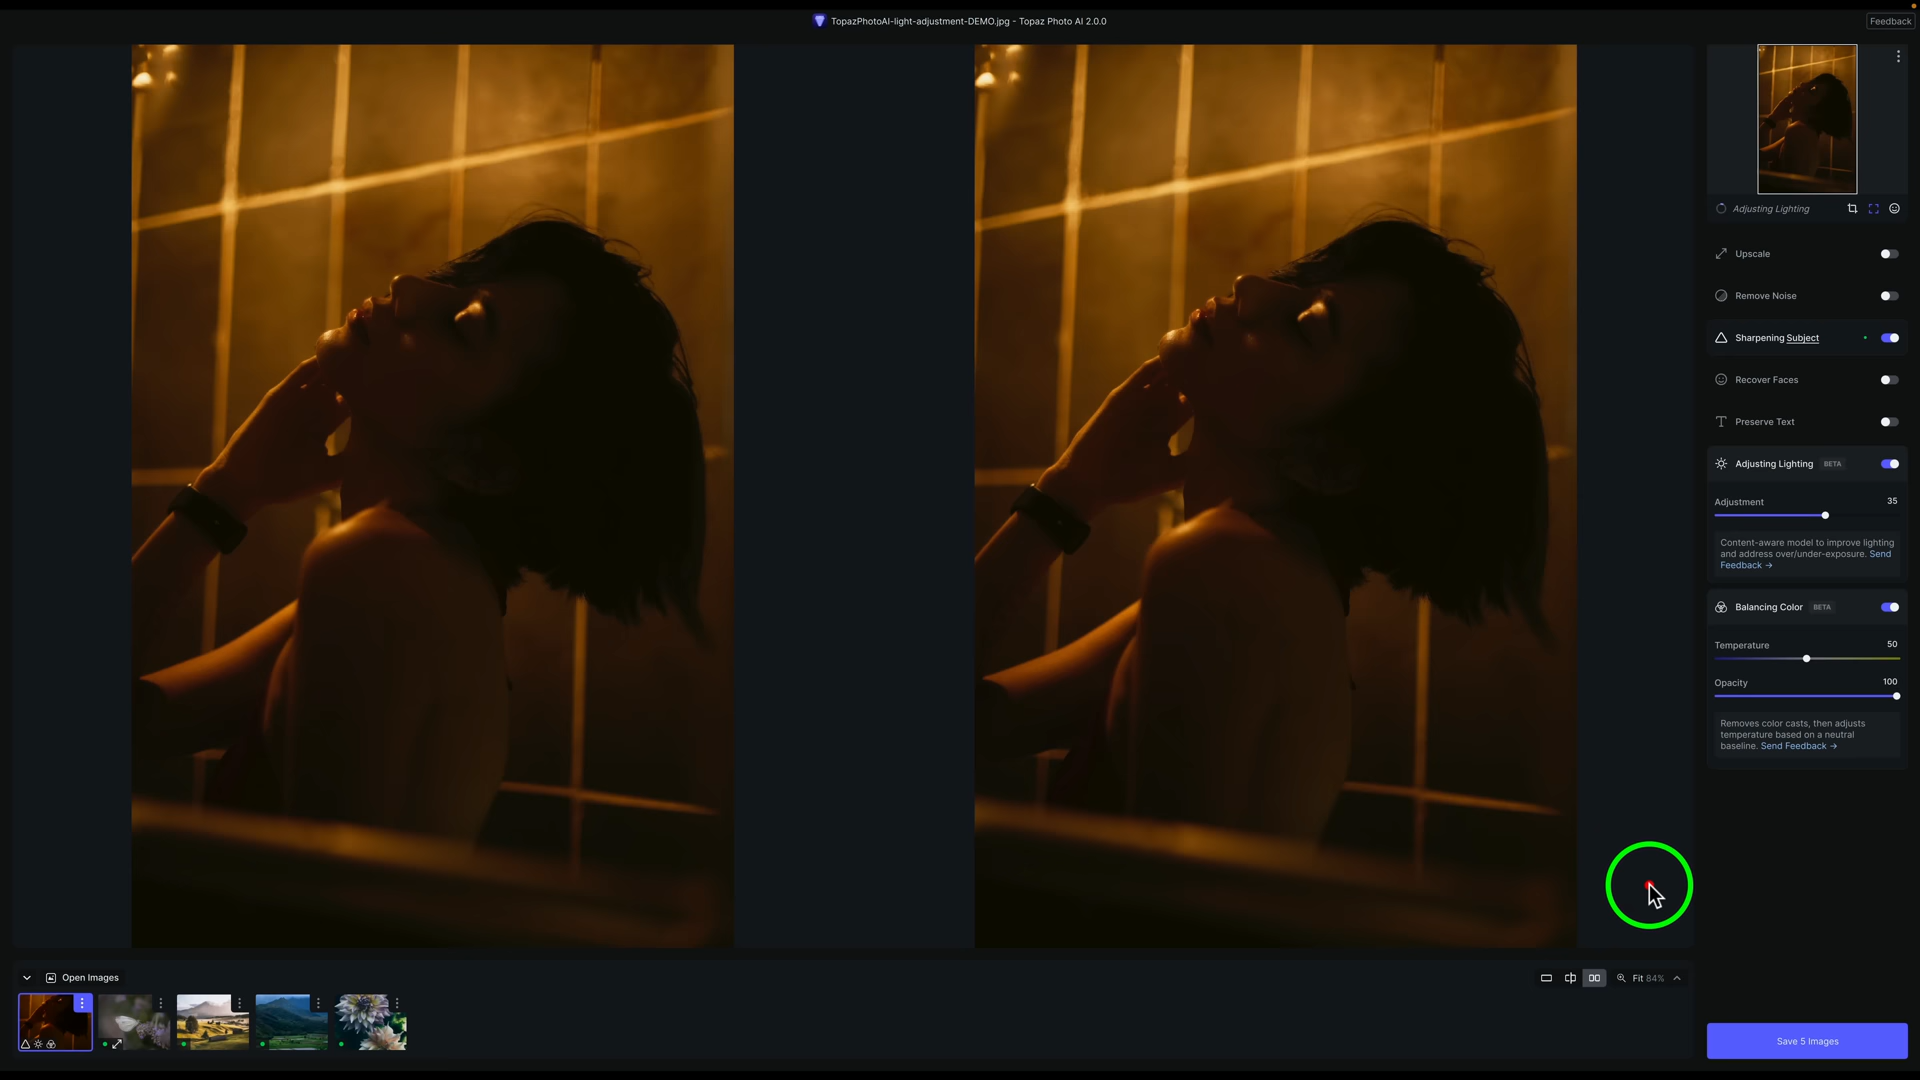 TopazPhotoAI-light-adjustment-DEMO.jpg - Topaz Photo AI 2.0.0
Feedback
Adjusting Lighting
Upscale
Remove Noise
Sharpening Subject
Recover Faces
Preserve Text
Adjusting Lighting BETA
Adjustment 35
Content-aware model to improve lighting
and address over/under-exposure. Send
Feedback →
Balancing Color BETA
Temperature 50
Opacity 100
Removes color casts, then adjusts
temperature based on a neutral
baseline. Send Feedback →
Open Images
Fit 84%
Save 5 Images